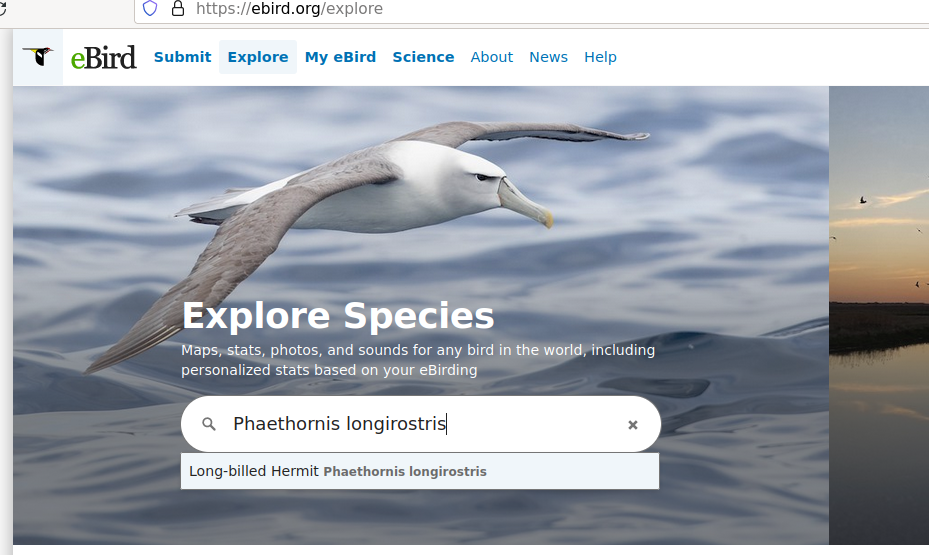 https://ebird.org/explore
eBird Submit Explore My eBird Science About News Help
Explore Species
Maps, stats, photos, and sounds for any bird in the world, including
personalized stats based on your eBirding
Phaethornis longirostris
Long-billed Hermit Phaethornis longirostris